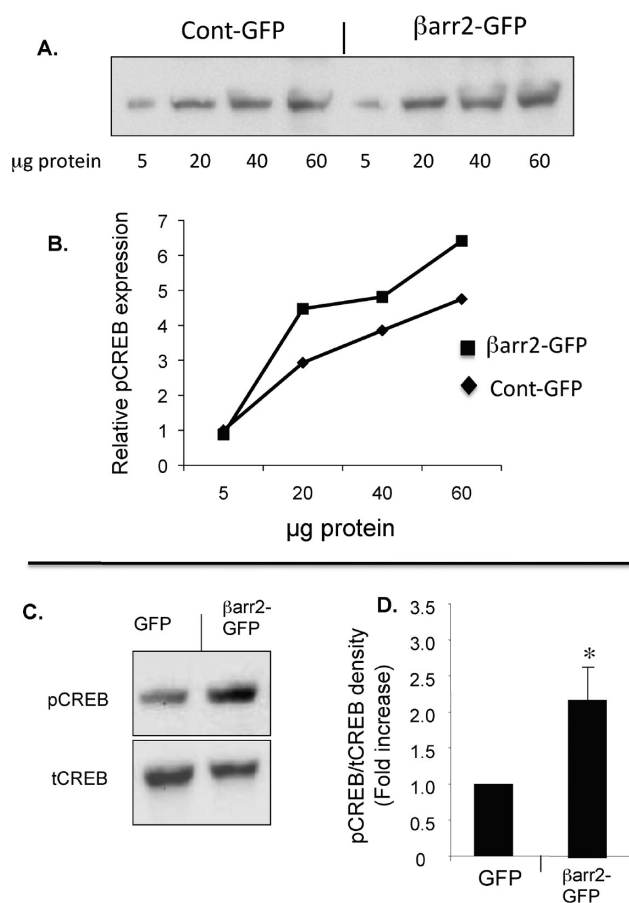 Cont-GFP βarr2-GFP
A.
μg protein 5 20 40 60 5 20 40 60
B.
Relative pCREB expression
7
6
5
4
3
2
1
0
5 20 40 60
μg protein
βarr2-GFP
Cont-GFP
C.
GFP βarr2-
GFP
pCREB
tCREB
D.
pCREB/tCREB density
(Fold increase)
3.5
3.0
2.5
2.0
1.5
1.0
0.5
0
*
GFP βarr2-
GFP